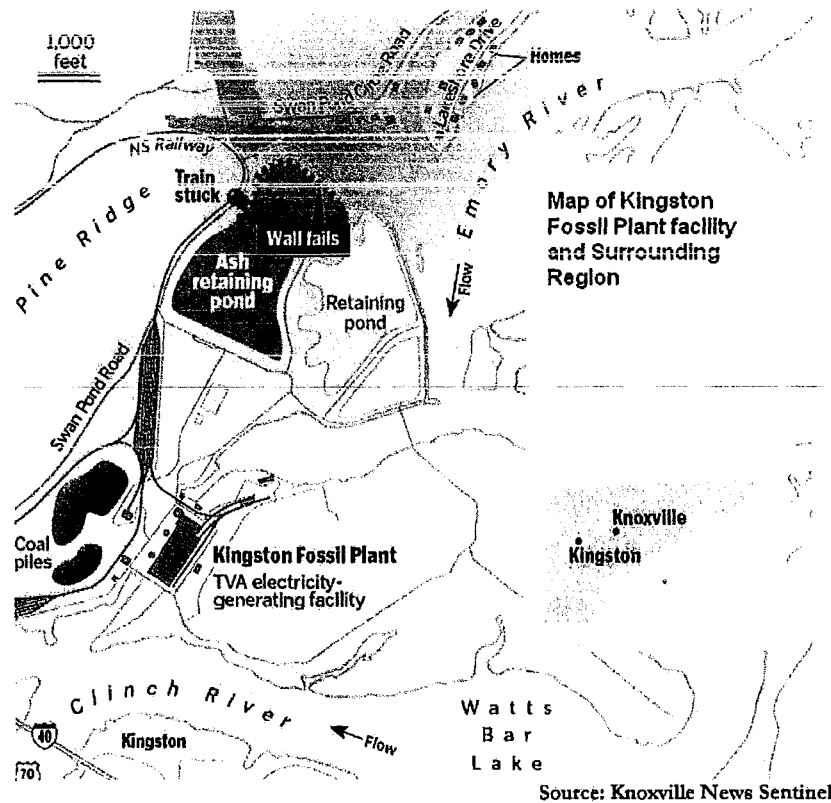 1,000
feet
Swan Pond Circle Road
Lakeshore Drive
Homes
Emory River
NS Railway
Train
stuck
Pine Ridge
Wall fails
Ash
retaining
pond
Retaining
pond
Flow
Map of Kingston
Fossil Plant facility
and Surrounding
Region
Swan Pond Road
Coal
piles
Kingston Fossil Plant
TVA electricity-
generating facility
Knoxville
Kingston
Clinch River
Flow
Watts
Bar
Lake
40
Kingston
70
Source: Knoxville News Sentinel